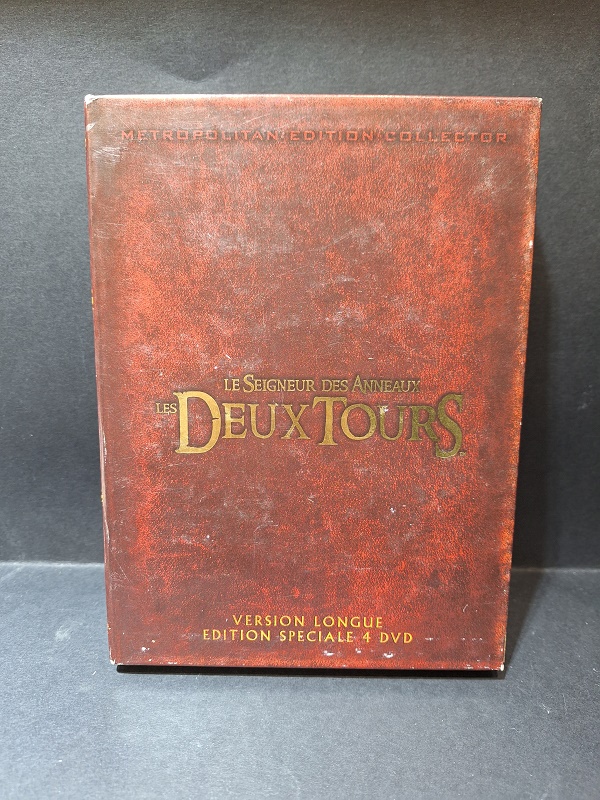 METROPOLITAN EDITION COLLECTOR
LE SEIGNEUR DES ANNEAUX
LES DEUX TOURS
VERSION LONGUE
EDITION SPECIALE 4 DVD